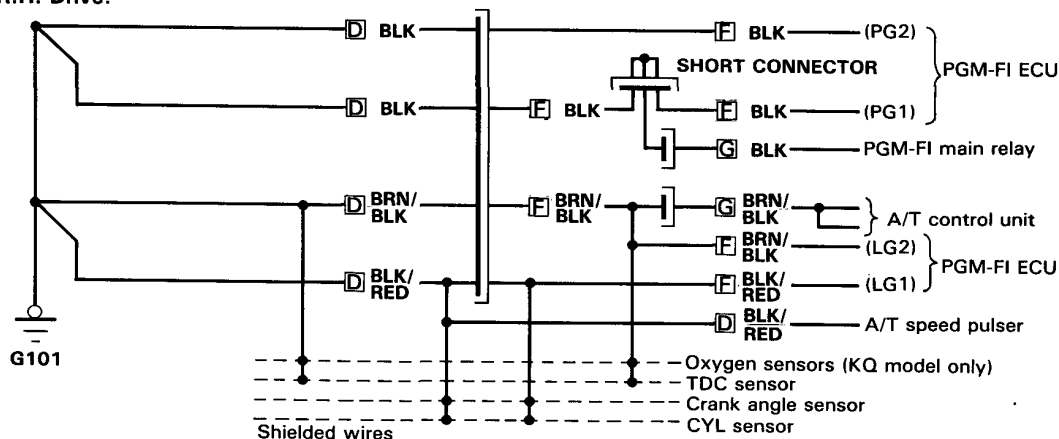 R.H. Drive:
D BLK
F BLK (PG2)
SHORT CONNECTOR
PGM-FI ECU
D BLK
F BLK
F BLK (PG1)
G BLK PGM-FI main relay
D BRN/BLK
F BRN/BLK
G BRN/BLK
A/T control unit
F BRN/BLK (LG2)
PGM-FI ECU
D BLK/RED
F BLK/RED (LG1)
D BLK/RED A/T speed pulser
G101
Oxygen sensors (KQ model only)
TDC sensor
Crank angle sensor
CYL sensor
Shielded wires